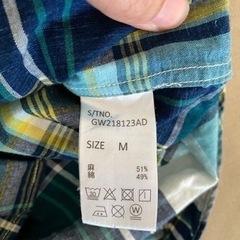 S/TNO.
GW218123AD
SIZE M
麻 51%
綿 49%